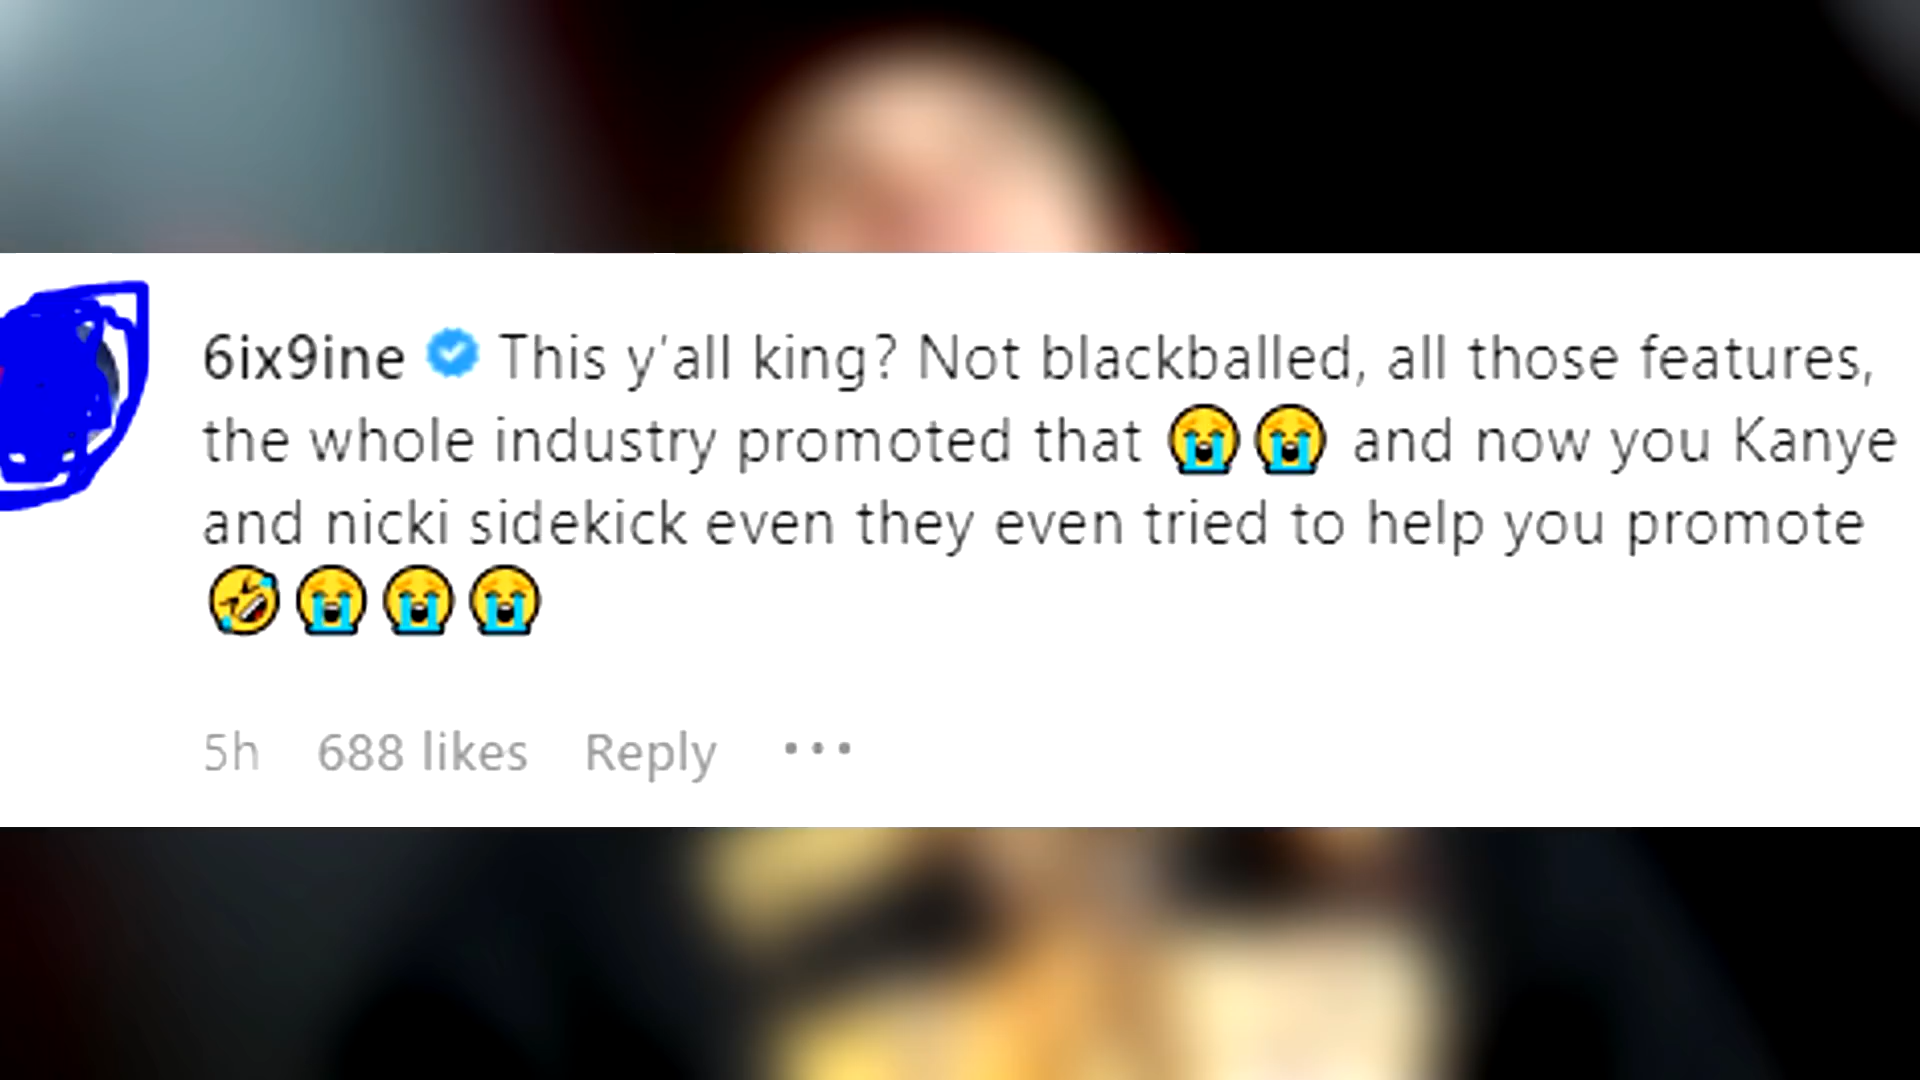 6ix9ine This y'all king? Not blackballed, all those features,
the whole industry promoted that 😭😭 and now you Kanye
and nicki sidekick even they even tried to help you promote
🤣😭😭😭
5h 688 likes Reply •••